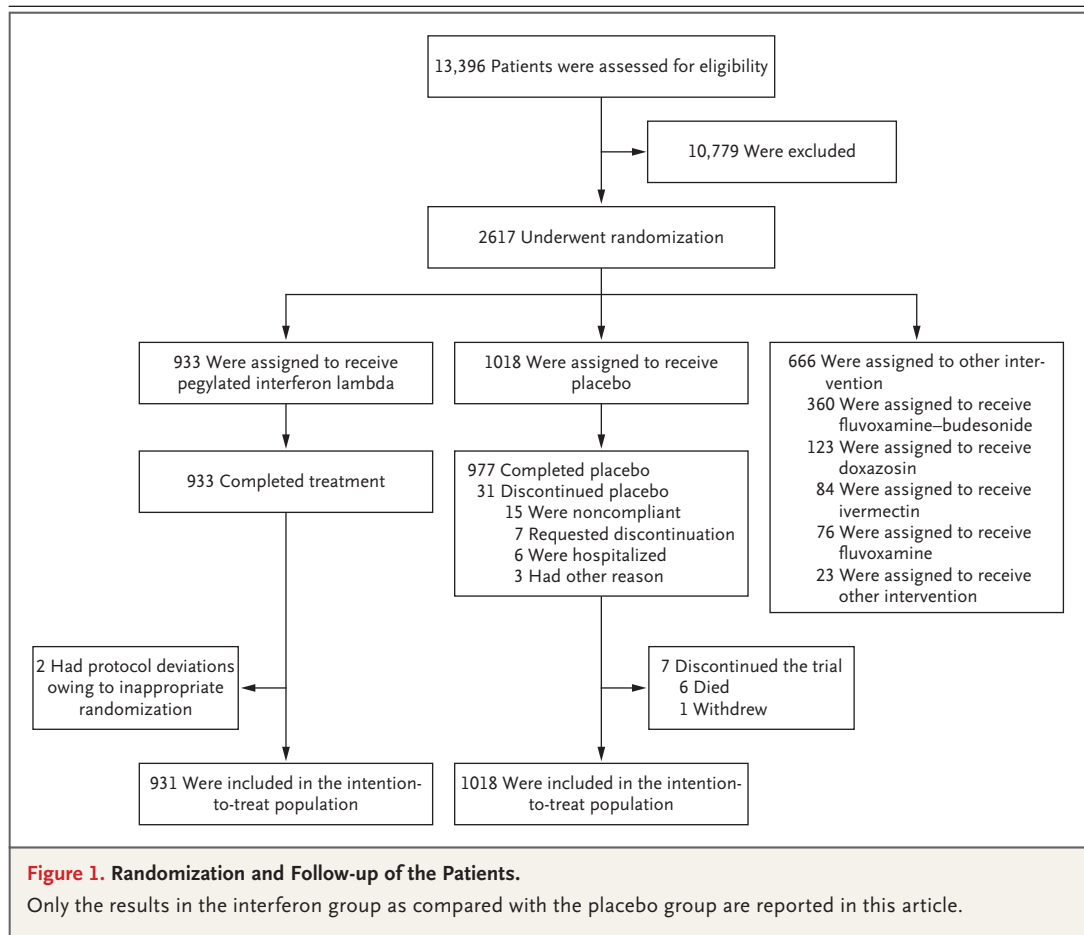 13,396 Patients were assessed for eligibility
10,779 Were excluded
2617 Underwent randomization
933 Were assigned to receive
pegylated interferon lambda
1018 Were assigned to receive
placebo
666 Were assigned to other inter-
vention
360 Were assigned to receive
fluvoxamine–budesonide
123 Were assigned to receive
doxazosin
84 Were assigned to receive
ivermectin
76 Were assigned to receive
fluvoxamine
23 Were assigned to receive
other intervention
933 Completed treatment
977 Completed placebo
31 Discontinued placebo
15 Were noncompliant
7 Requested discontinuation
6 Were hospitalized
3 Had other reason
2 Had protocol deviations
owing to inappropriate
randomization
7 Discontinued the trial
6 Died
1 Withdrew
931 Were included in the intention-
to-treat population
1018 Were included in the intention-
to-treat population
Figure 1. Randomization and Follow-up of the Patients.
Only the results in the interferon group as compared with the placebo group are reported in this article.